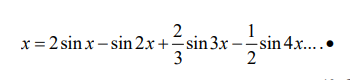 x = 2 sin x − sin 2x + 2/3 sin 3x − 1/2 sin 4x.....•